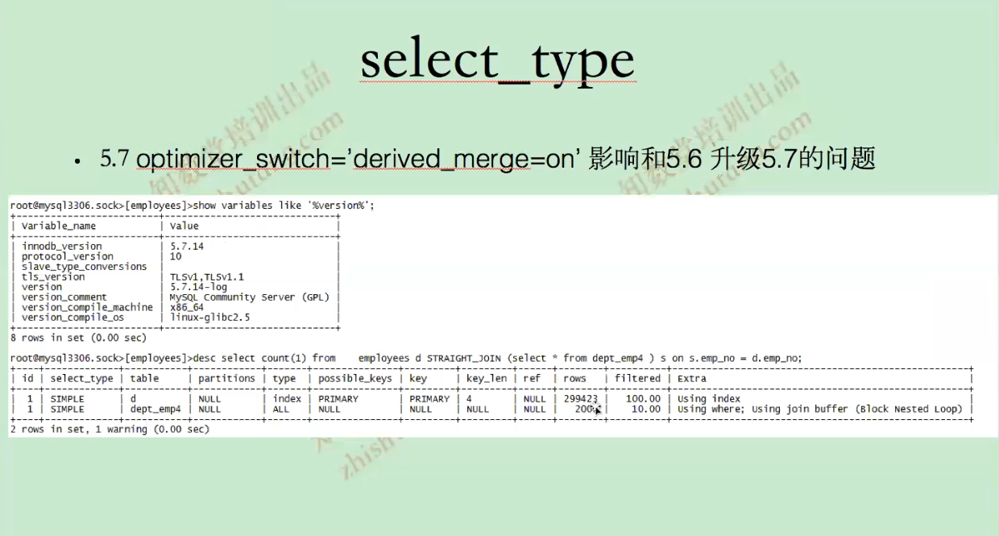 select_type
• 5.7 optimizer_switch=’derived_merge=on’ 影响和5.6 升级5.7的问题
root@mysql3306.sock>[employees]>show variables like '%version%';
| Variable_name | Value |
| innodb_version | 5.7.14 |
| protocol_version | 10 |
| slave_type_conversions | |
| tls_version | TLSv1,TLSv1.1 |
| version | 5.7.14-log |
| version_comment | MySQL Community Server (GPL) |
| version_compile_machine | x86_64 |
| version_compile_os | linux-glibc2.5 |
8 rows in set (0.00 sec)
root@mysql3306.sock>[employees]>desc select count(1) from employees d STRAIGHT_JOIN (select * from dept_emp4 ) s on s.emp_no = d.emp_no;
| id | select_type | table | partitions | type | possible_keys | key | key_len | ref | rows | filtered | Extra |
| 1 | SIMPLE | d | NULL | index | PRIMARY | PRIMARY | 4 | NULL | 299423 | 100.00 | Using index |
| 1 | SIMPLE | dept_emp4 | NULL | ALL | NULL | NULL | NULL | NULL | | 10.00 | Using where; Using join buffer (Block Nested Loop) |
2 rows in set, 1 warning (0.00 sec)